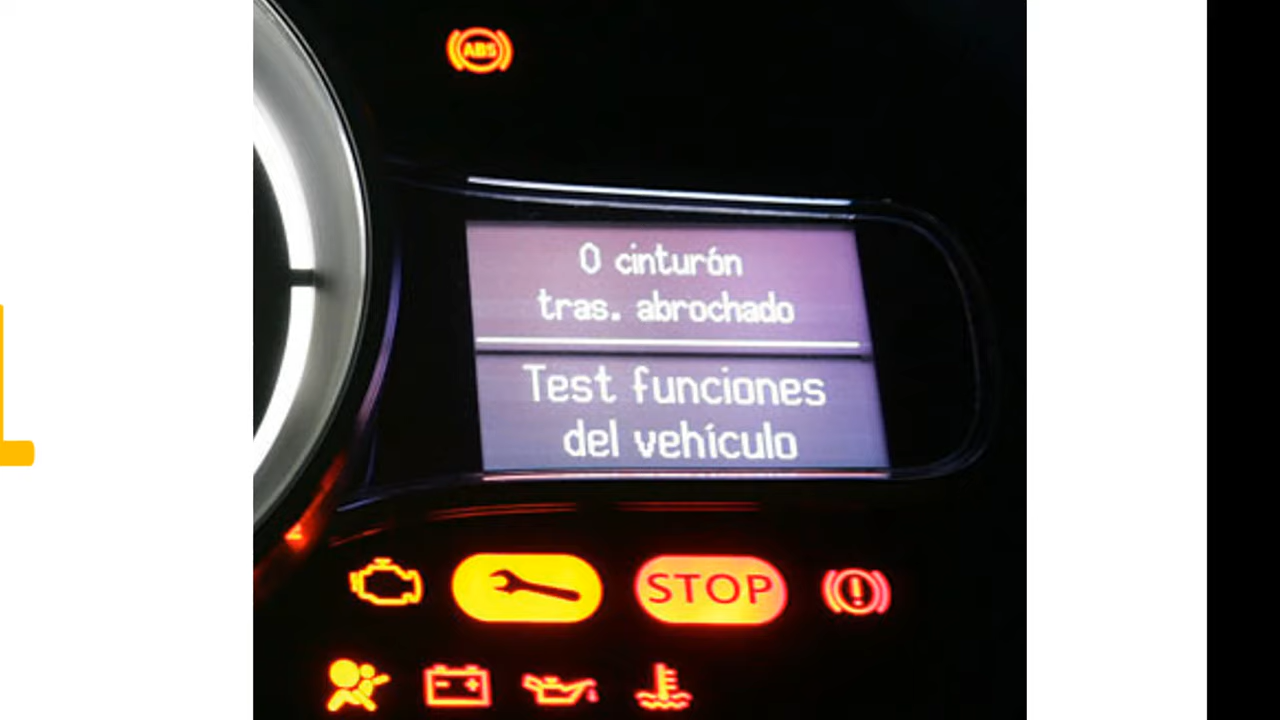 ABS
0 cinturón
tras. abrochado
Test funciones
del vehículo
STOP